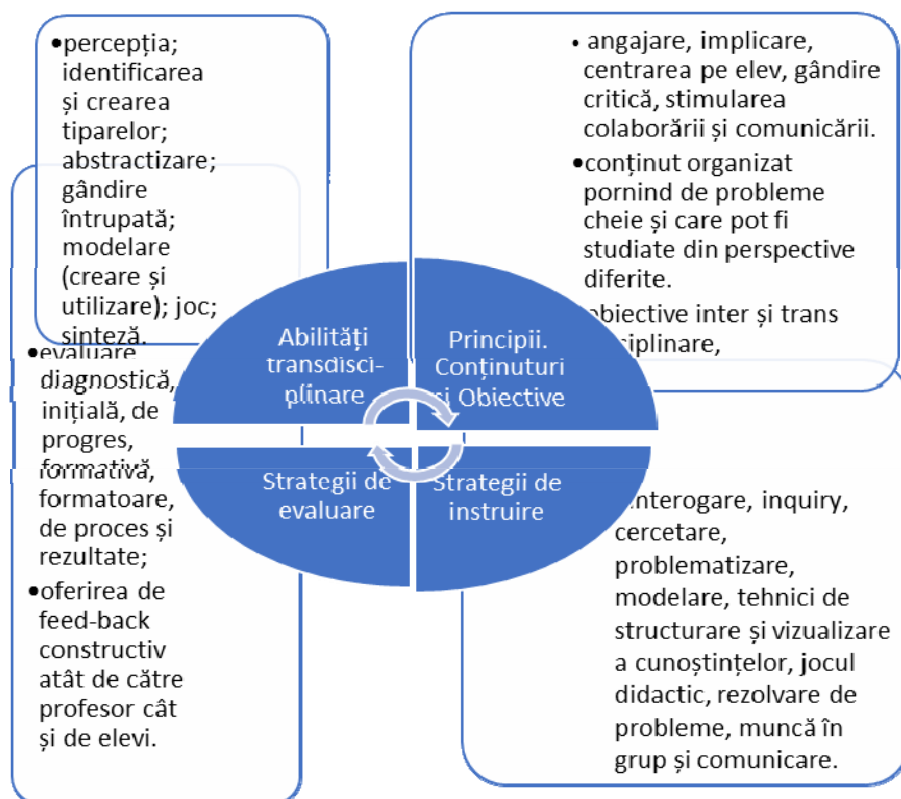 •percepția;
identificarea
și crearea
tiparelor;
abstractizare;
gândire
întrupată;
modelare
(creare și
utilizare); joc;
sinteză.
• angajare, implicare,
centrarea pe elev, gândire
critică, stimularea
colaborării și comunicării.
•conținut organizat
pornind de probleme
cheie și care pot fi
studiate din perspective
diferite.
obiective inter și trans
disciplinare,
Abilități
transdisci-
plinare
Principii.
Conținuturi
și Obiective
•evaluare
diagnostică,
inițială, de
progres,
formativă,
formatoare,
de proces și
rezultate;
•oferirea de
feed-back
constructiv
atât de către
profesor cât
și de elevi.
Strategii de
evaluare
Strategii de
instruire
interogare, inquiry,
cercetare,
problematizare,
modelare, tehnici de
structurare și vizualizare
a cunoștințelor, jocul
didactic, rezolvare de
probleme, muncă în
grup și comunicare.